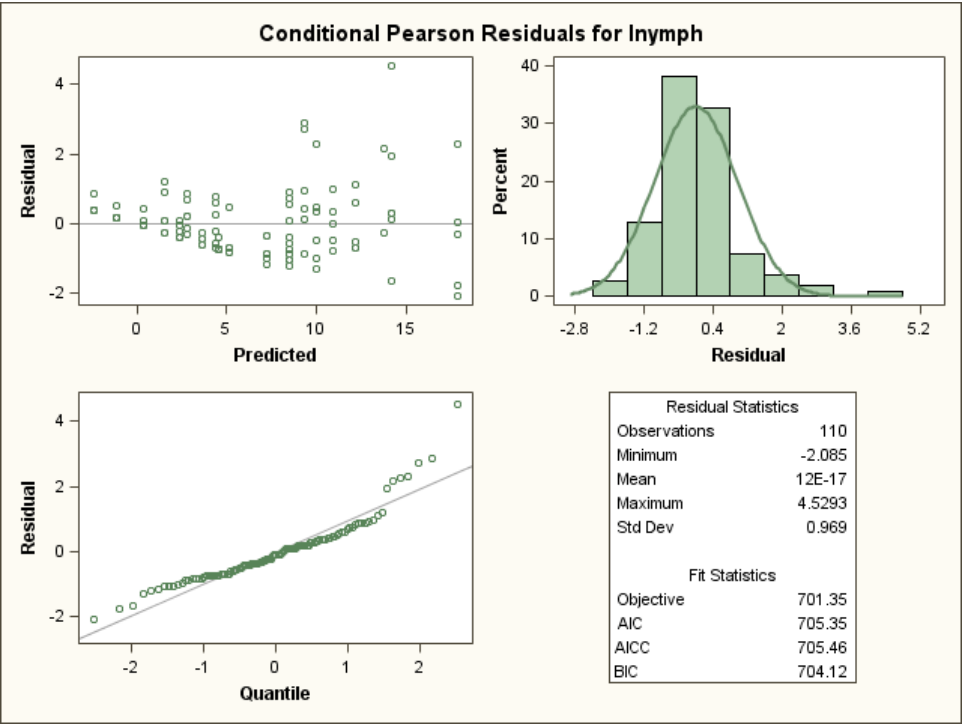 Conditional Pearson Residuals for Inymph
Residual
4
2
0
-2
0 5 10 15
Predicted
Percent
40
30
20
10
0
-2.8 -1.2 0.4 2 3.6 5.2
Residual
Residual
4
2
0
-2
-2 -1 0 1 2
Quantile
Residual Statistics
Observations 110
Minimum -2.085
Mean 12E-17
Maximum 4.5293
Std Dev 0.969
Fit Statistics
Objective 701.35
AIC 705.35
AICC 705.46
BIC 704.12